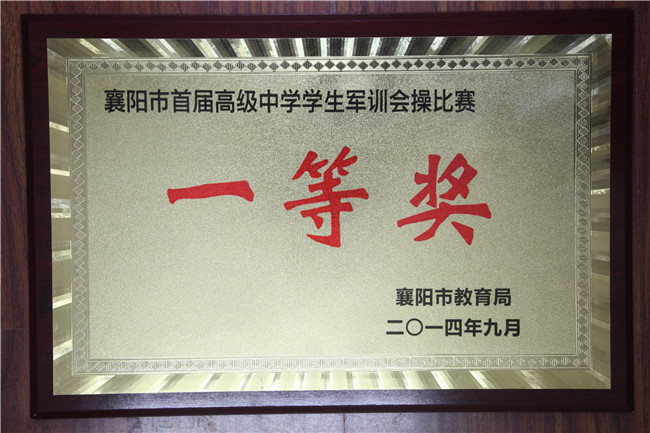 襄阳市首届高级中学学生军训会操比赛
一等奖
襄阳市教育局
二〇一四年九月